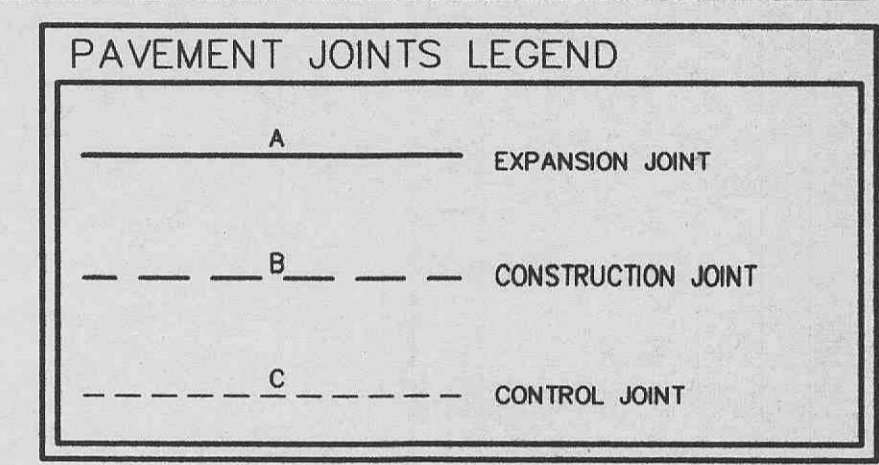 PAVEMENT JOINTS LEGEND
A
EXPANSION JOINT
B
CONSTRUCTION JOINT
C
CONTROL JOINT